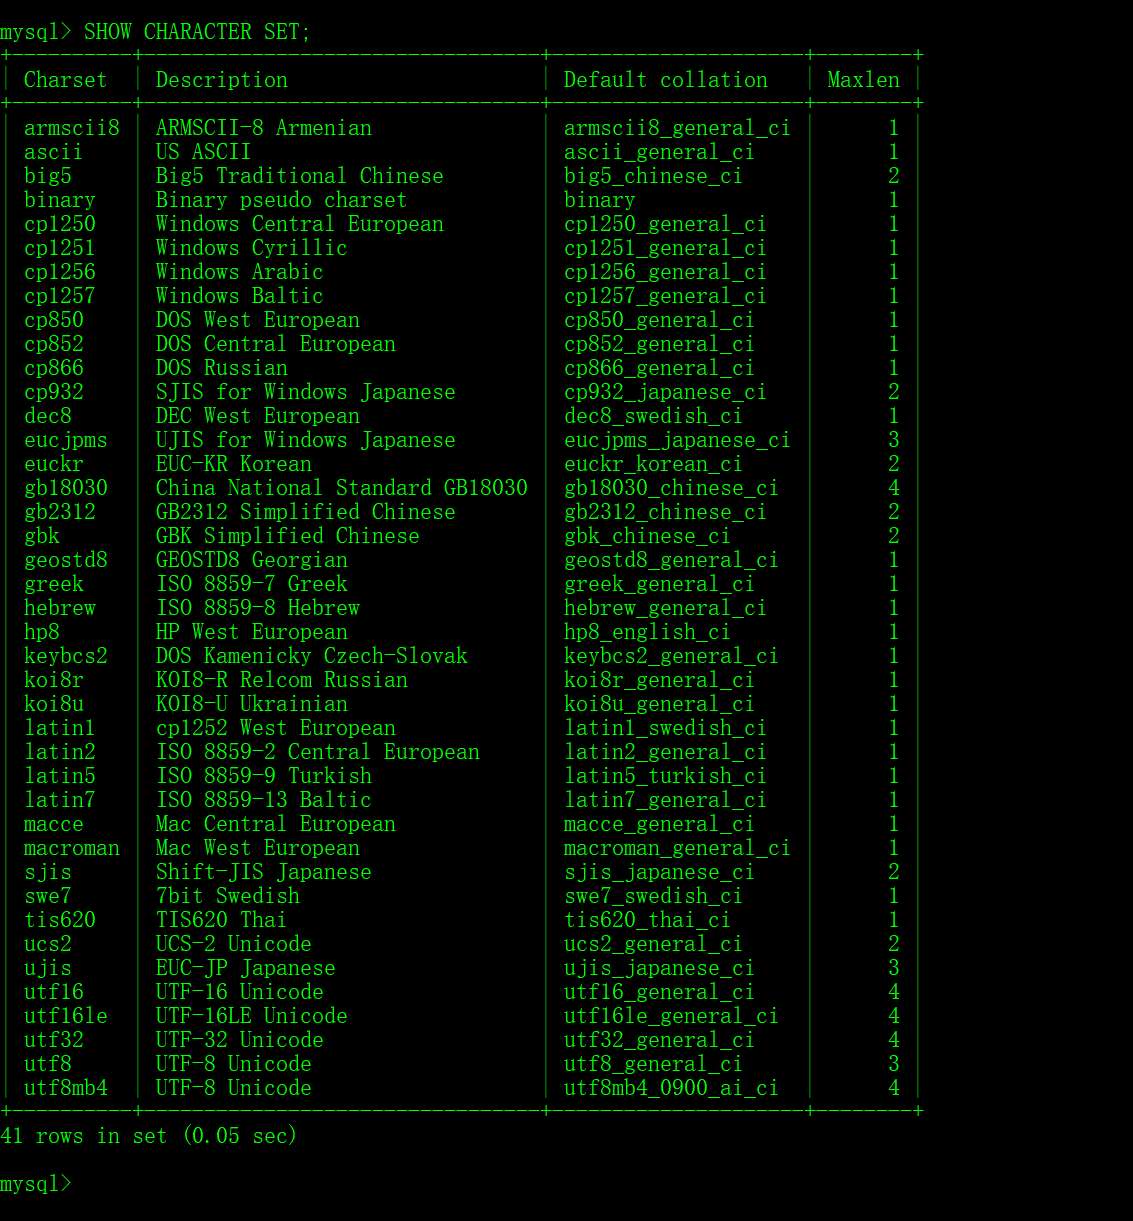 mysql> SHOW CHARACTER SET;
+----------+---------------------------------+---------------------+--------+
| Charset  | Description                     | Default collation   | Maxlen |
+----------+---------------------------------+---------------------+--------+
| armscii8 | ARMSCII-8 Armenian              | armscii8_general_ci |      1 |
| ascii    | US ASCII                        | ascii_general_ci    |      1 |
| big5     | Big5 Traditional Chinese        | big5_chinese_ci     |      2 |
| binary   | Binary pseudo charset           | binary              |      1 |
| cp1250   | Windows Central European        | cp1250_general_ci   |      1 |
| cp1251   | Windows Cyrillic                | cp1251_general_ci   |      1 |
| cp1256   | Windows Arabic                  | cp1256_general_ci   |      1 |
| cp1257   | Windows Baltic                  | cp1257_general_ci   |      1 |
| cp850    | DOS West European               | cp850_general_ci    |      1 |
| cp852    | DOS Central European            | cp852_general_ci    |      1 |
| cp866    | DOS Russian                     | cp866_general_ci    |      1 |
| cp932    | SJIS for Windows Japanese       | cp932_japanese_ci   |      2 |
| dec8     | DEC West European               | dec8_swedish_ci     |      1 |
| eucjpms  | UJIS for Windows Japanese       | eucjpms_japanese_ci |      3 |
| euckr    | EUC-KR Korean                   | euckr_korean_ci     |      2 |
| gb18030  | China National Standard GB18030 | gb18030_chinese_ci  |      4 |
| gb2312   | GB2312 Simplified Chinese       | gb2312_chinese_ci   |      2 |
| gbk      | GBK Simplified Chinese          | gbk_chinese_ci      |      2 |
| geostd8  | GEOSTD8 Georgian                | geostd8_general_ci  |      1 |
| greek    | ISO 8859-7 Greek                | greek_general_ci    |      1 |
| hebrew   | ISO 8859-8 Hebrew               | hebrew_general_ci   |      1 |
| hp8      | HP West European                | hp8_english_ci      |      1 |
| keybcs2  | DOS Kamenicky Czech-Slovak      | keybcs2_general_ci  |      1 |
| koi8r    | KOI8-R Relcom Russian           | koi8r_general_ci    |      1 |
| koi8u    | KOI8-U Ukrainian                | koi8u_general_ci    |      1 |
| latin1   | cp1252 West European            | latin1_swedish_ci   |      1 |
| latin2   | ISO 8859-2 Central European     | latin2_general_ci   |      1 |
| latin5   | ISO 8859-9 Turkish              | latin5_turkish_ci   |      1 |
| latin7   | ISO 8859-13 Baltic              | latin7_general_ci   |      1 |
| macce    | Mac Central European            | macce_general_ci    |      1 |
| macroman | Mac West European               | macroman_general_ci |      1 |
| sjis     | Shift-JIS Japanese              | sjis_japanese_ci    |      2 |
| swe7     | 7bit Swedish                    | swe7_swedish_ci     |      1 |
| tis620   | TIS620 Thai                     | tis620_thai_ci      |      1 |
| ucs2     | UCS-2 Unicode                   | ucs2_general_ci     |      2 |
| ujis     | EUC-JP Japanese                 | ujis_japanese_ci    |      3 |
| utf16    | UTF-16 Unicode                  | utf16_general_ci    |      4 |
| utf16le  | UTF-16LE Unicode                | utf16le_general_ci  |      4 |
| utf32    | UTF-32 Unicode                  | utf32_general_ci    |      4 |
| utf8     | UTF-8 Unicode                   | utf8_general_ci     |      3 |
| utf8mb4  | UTF-8 Unicode                   | utf8mb4_0900_ai_ci  |      4 |
+----------+---------------------------------+---------------------+--------+
41 rows in set (0.05 sec)
mysql>